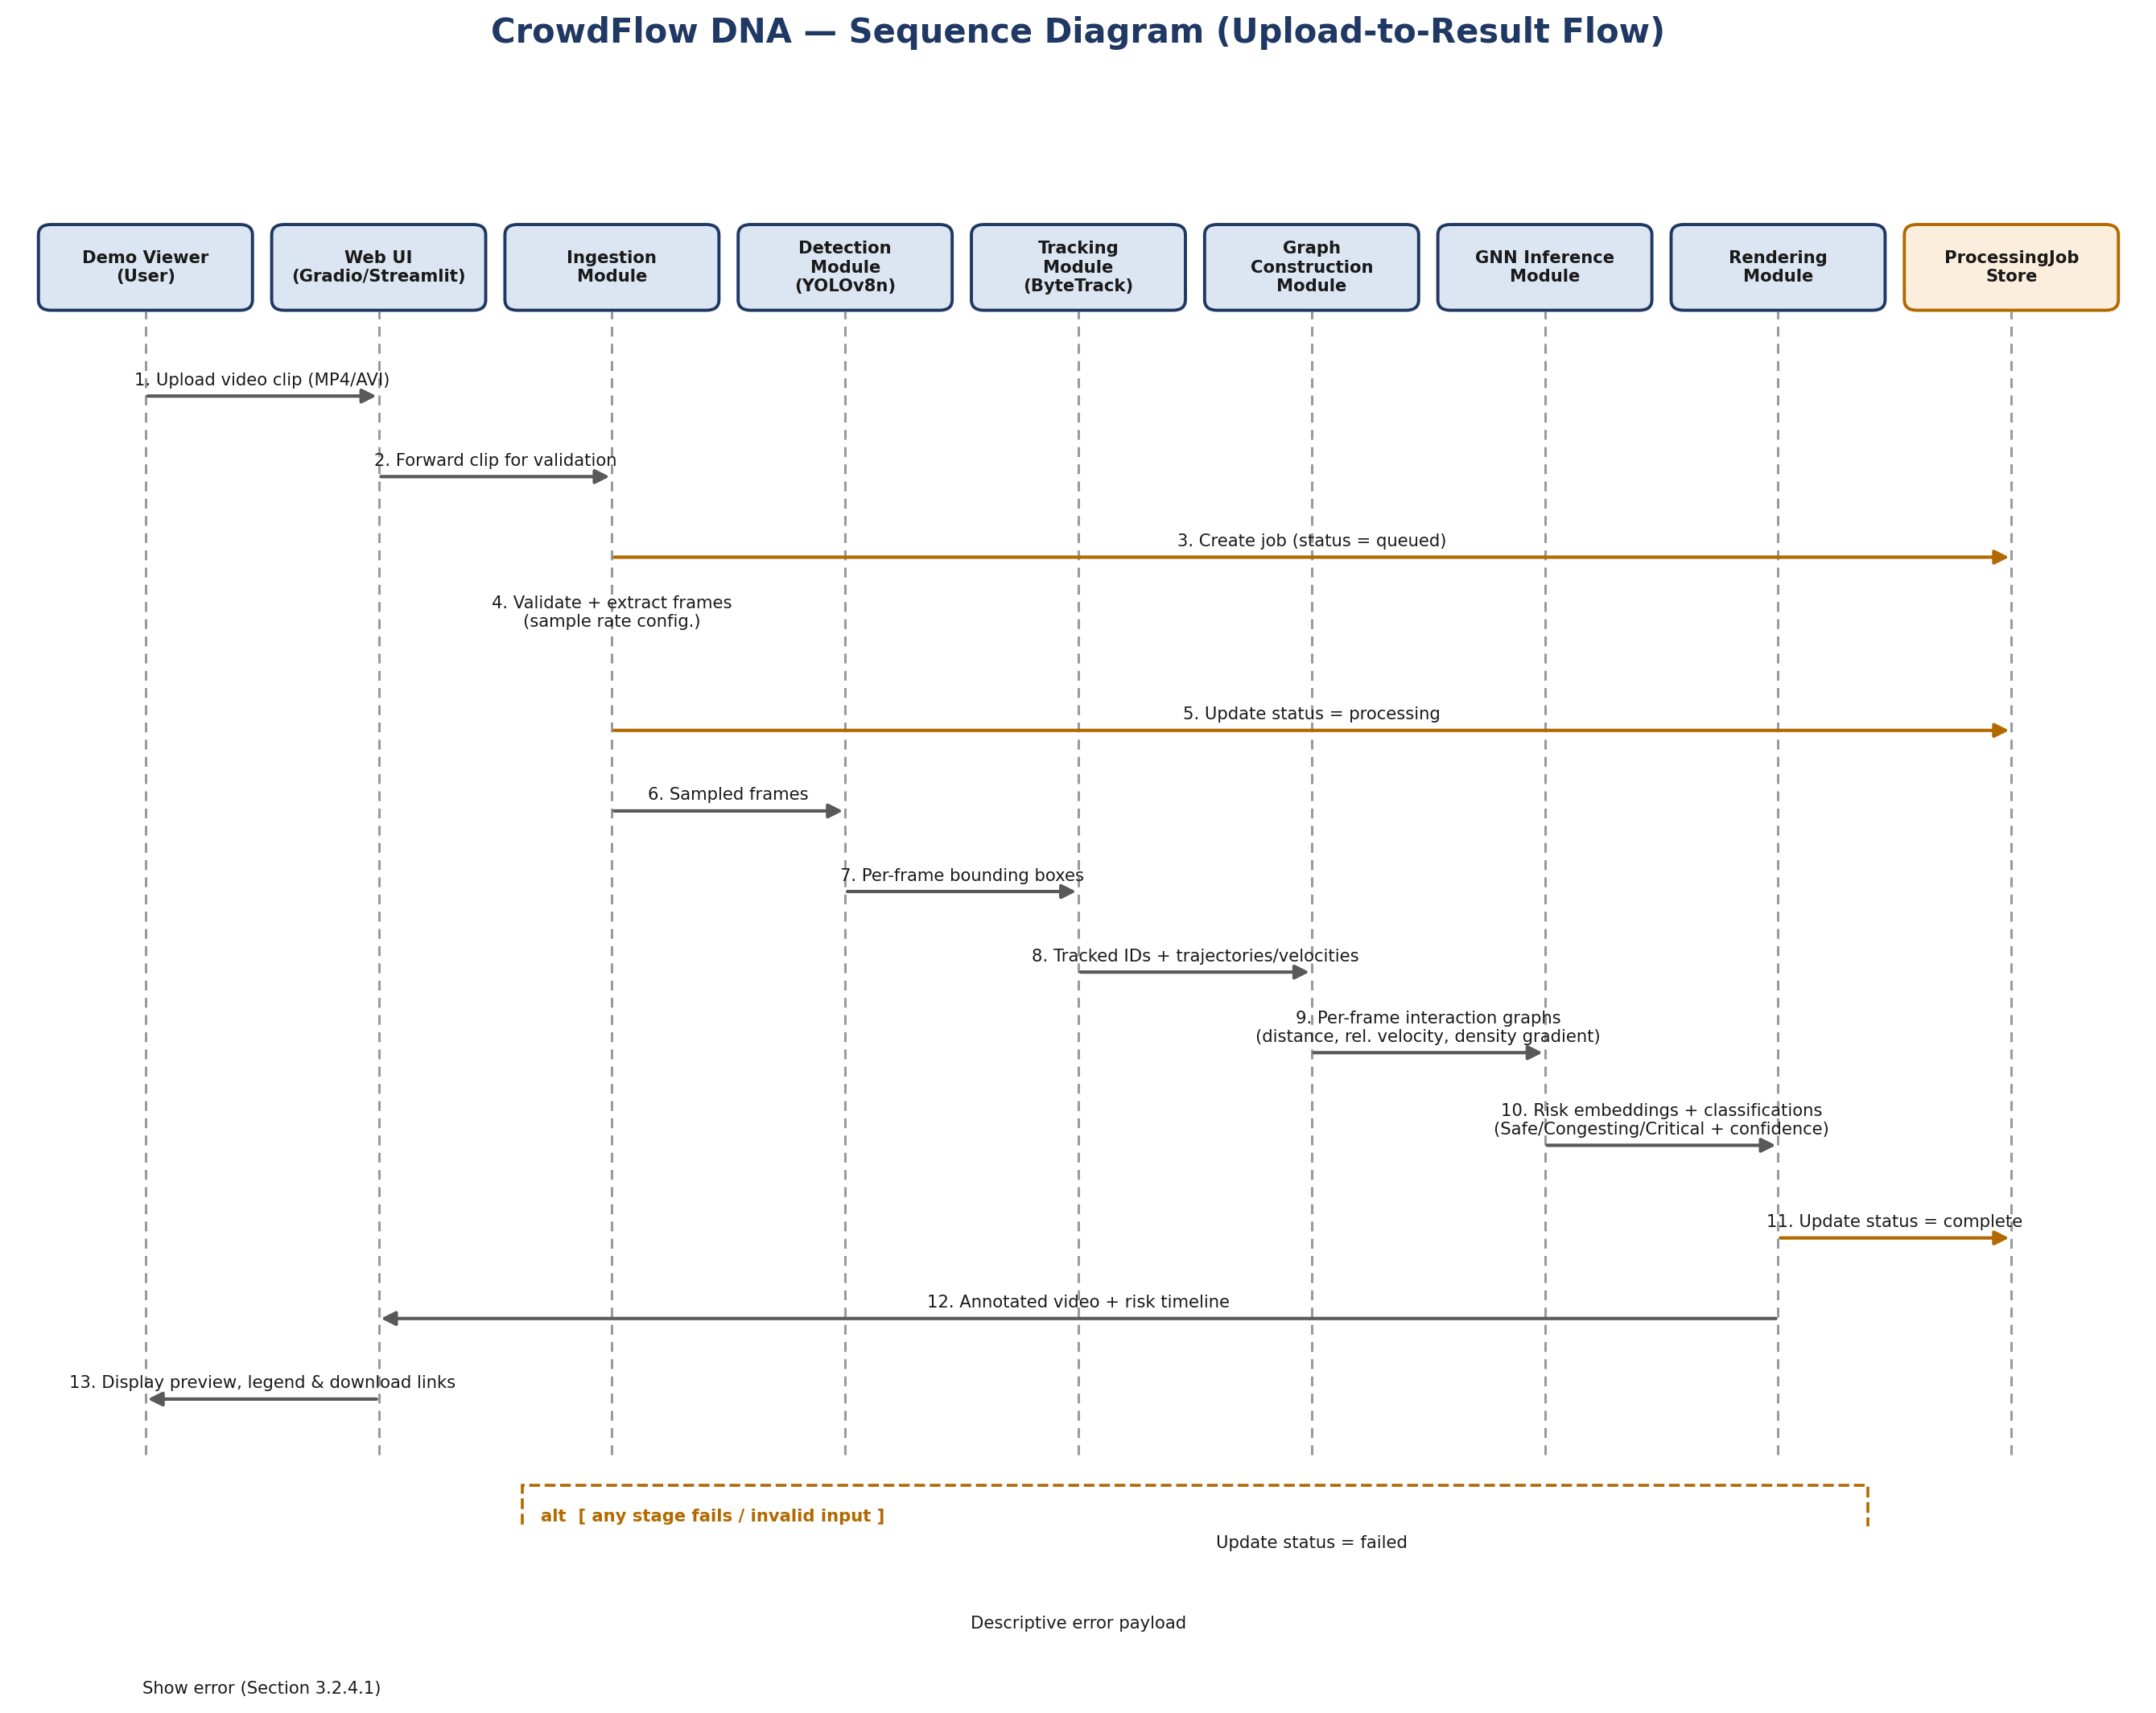 CrowdFlow DNA — Sequence Diagram (Upload-to-Result Flow)
Demo Viewer
(User)
Web UI
(Gradio/Streamlit)
Ingestion
Module
Detection
Module
(YOLOv8n)
Tracking
Module
(ByteTrack)
Graph
Construction
Module
GNN Inference
Module
Rendering
Module
ProcessingJob
Store
1. Upload video clip (MP4/AVI)
2. Forward clip for validation
3. Create job (status = queued)
4. Validate + extract frames
(sample rate config.)
5. Update status = processing
6. Sampled frames
7. Per-frame bounding boxes
8. Tracked IDs + trajectories/velocities
9. Per-frame interaction graphs
(distance, rel. velocity, density gradient)
10. Risk embeddings + classifications
(Safe/Congesting/Critical + confidence)
11. Update status = complete
12. Annotated video + risk timeline
13. Display preview, legend & download links
alt [ any stage fails / invalid input ]
Update status = failed
Descriptive error payload
Show error (Section 3.2.4.1)